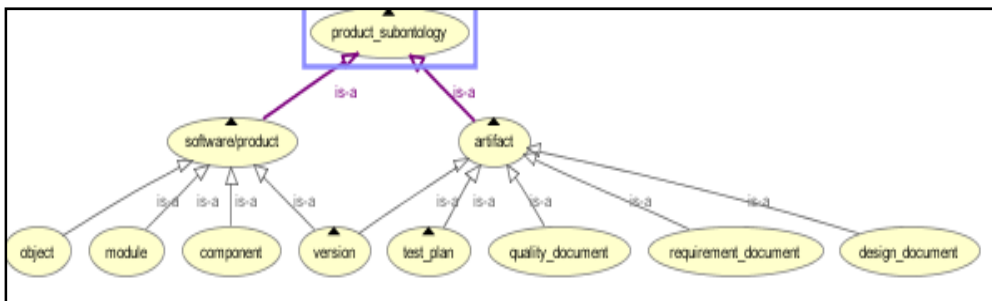 product_subontology
is-a
is-a
software/product
artifact
is-a
is-a
is-a
is-a
is-a
is-a
is-a
is-a
object
module
component
version
test_plan
quality_document
requirement_document
design_document